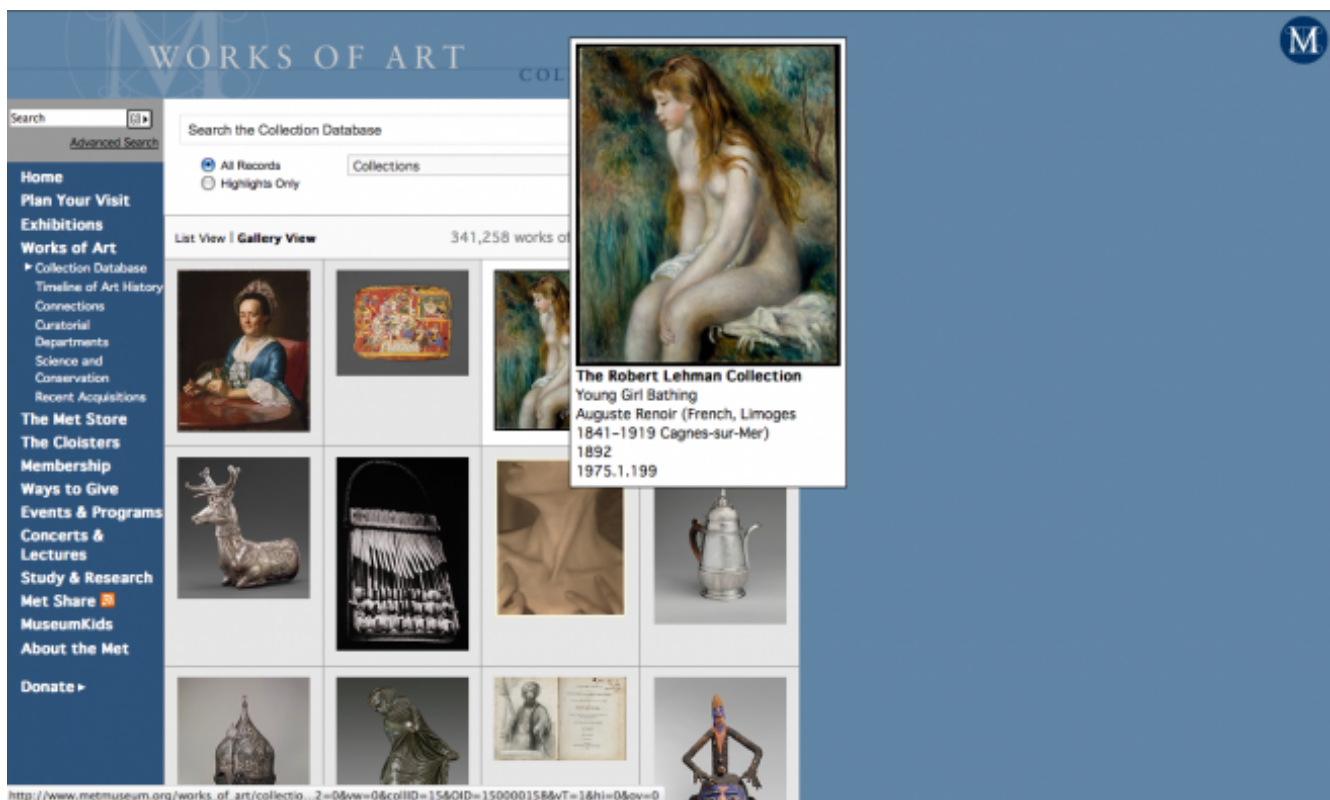 WORKS OF ART
COL
M
Search
Advanced Search
Search the Collection Database
All Records
Collections
Highlights Only
List View | Gallery View
341,258 works of
Home
Plan Your Visit
Exhibitions
Works of Art
Collection Database
Timeline of Art History
Connections
Curatorial
Departments
Science and
Conservation
Recent Acquisitions
The Met Store
The Cloisters
Membership
Ways to Give
Events & Programs
Concerts &
Lectures
Study & Research
Met Share
MuseumKids
About the Met
Donate
The Robert Lehman Collection
Young Girl Bathing
Auguste Renoir (French, Limoges
1841–1919 Cagnes-sur-Mer)
1892
1975.1.199
http://www.metmuseum.org/works_of_art/collectio...2=0&vw=0&collID=15&OID=150000158&vT=1&hi=0&ov=0